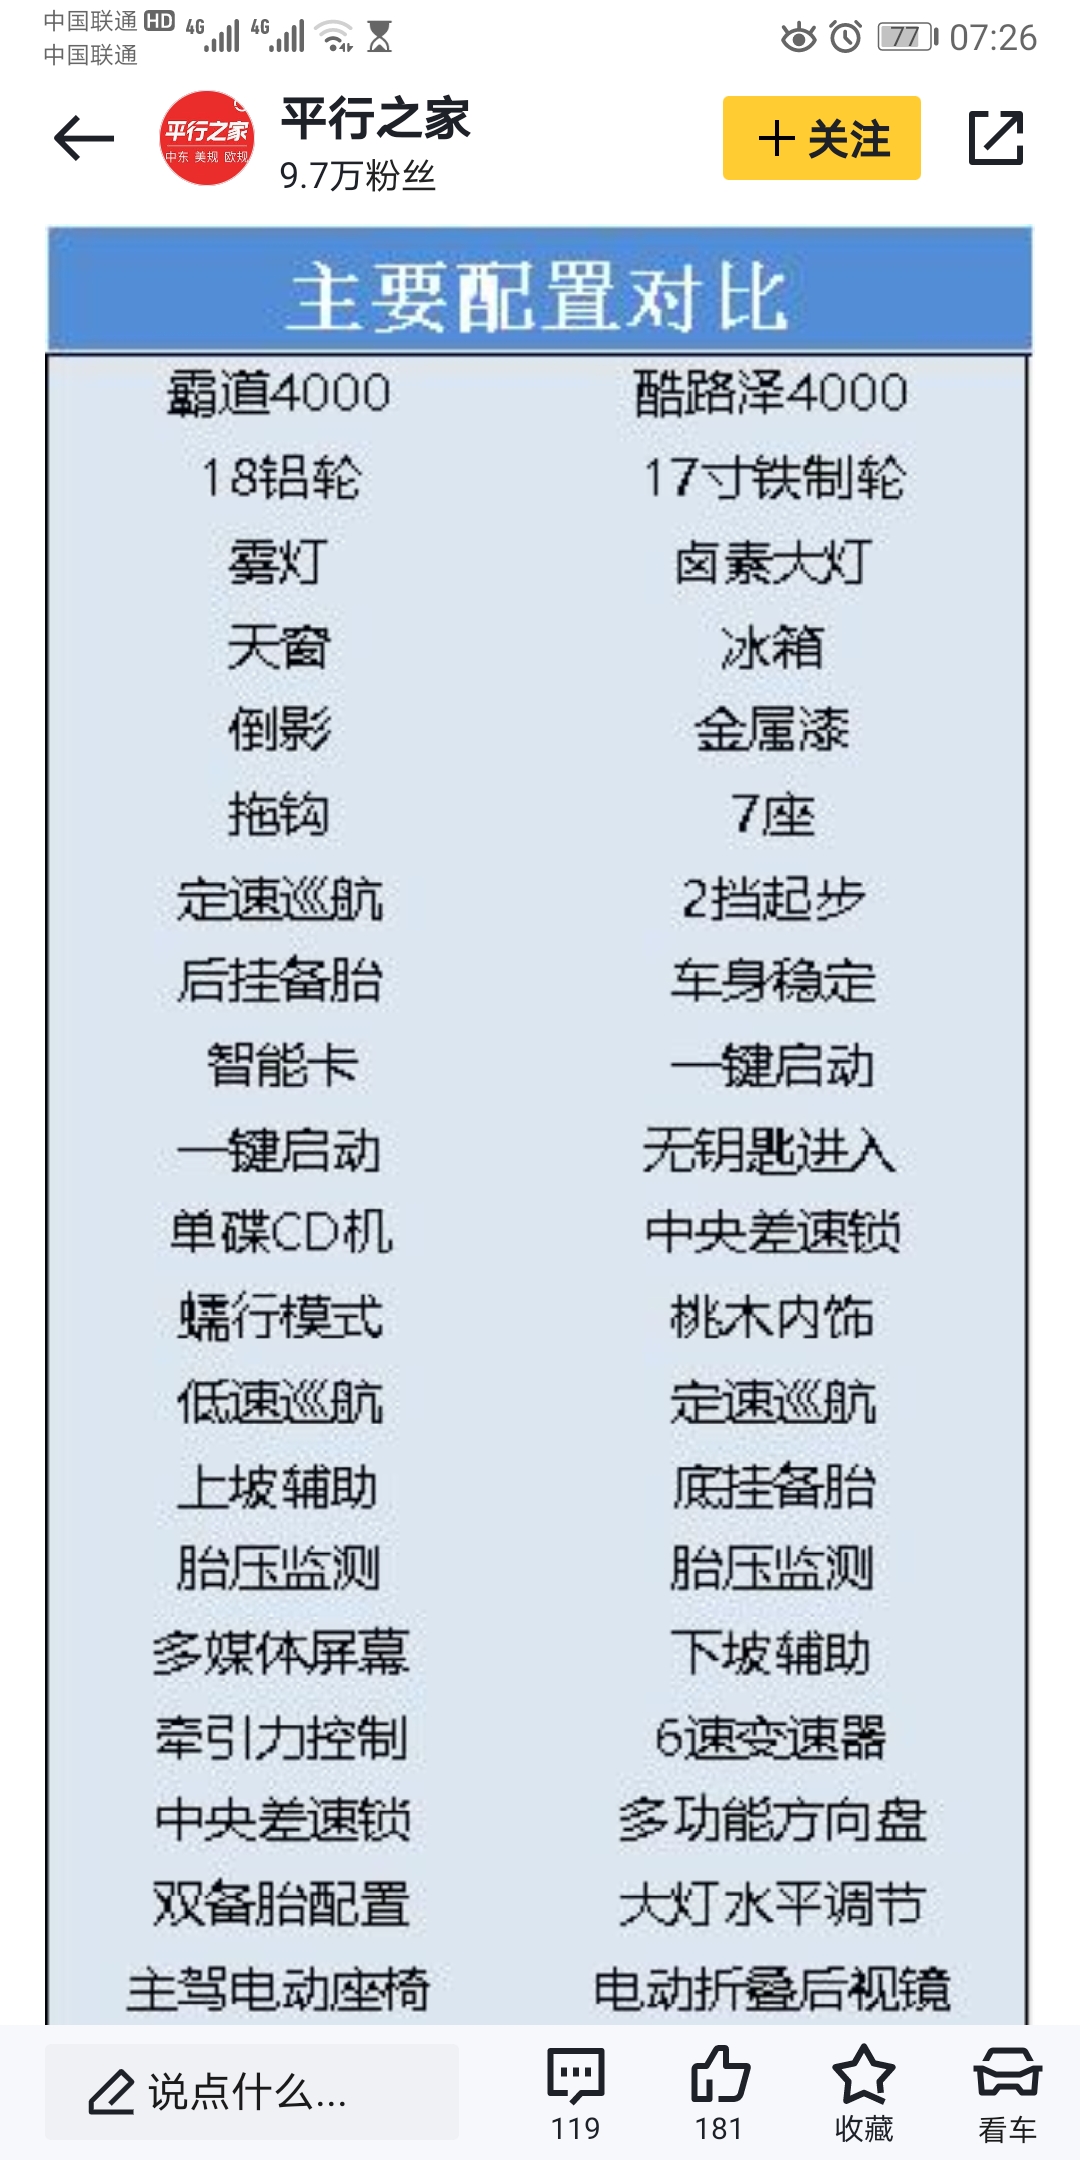 中国联通 HD 4G 4G 77 07:26
中国联通
平行之家 + 关注
9.7万粉丝
平行之家
中东 美规 欧规
主要配置对比
霸道4000 酷路泽4000
18铝轮 17寸铁制轮
雾灯 卤素大灯
天窗 冰箱
倒影 金属漆
拖钩 7座
定速巡航 2挡起步
后挂备胎 车身稳定
智能卡 一键启动
一键启动 无钥匙进入
单碟CD机 中央差速锁
蠕行模式 桃木内饰
低速巡航 定速巡航
上坡辅助 底挂备胎
胎压监测 胎压监测
多媒体屏幕 下坡辅助
牵引力控制 6速变速器
中央差速锁 多功能方向盘
双备胎配置 大灯水平调节
主驾电动座椅 电动折叠后视镜
说点什么... 119 181 收藏 看车